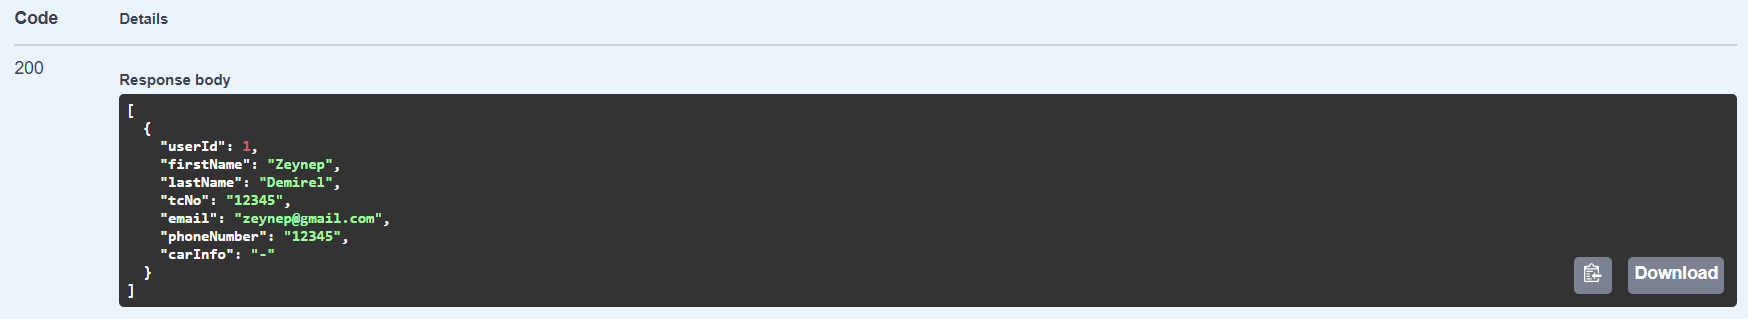 Code Details
200
Response body
[
  {
    "userId": 1,
    "firstName": "Zeynep",
    "lastName": "Demirel",
    "tcNo": "12345",
    "email": "zeynep@gmail.com",
    "phoneNumber": "12345",
    "carInfo": "-"
  }
]
Download